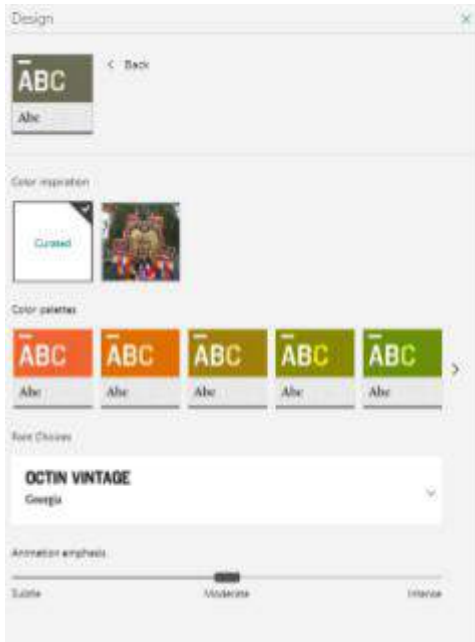 Design
ABC
Abc
< Back
Color inspiration
Curated
Color palettes
ABC ABC ABC ABC ABC
Abc Abc Abc Abc Abc
Font Choices
OCTIN VINTAGE
Georgia
Animation emphasis
Subtle Moderate Intense